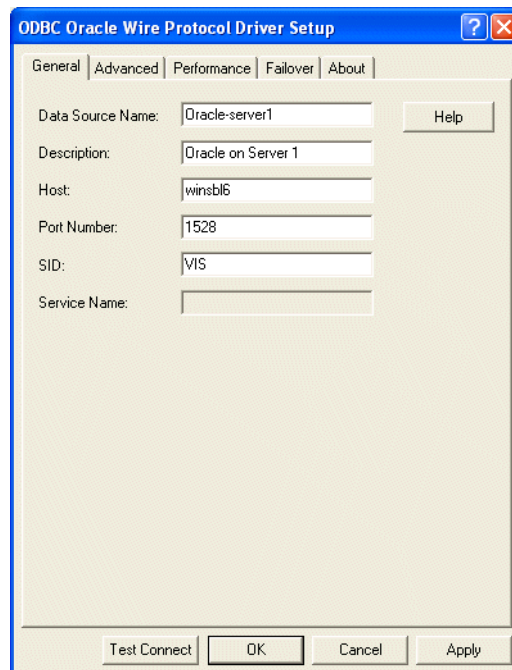 ODBC Oracle Wire Protocol Driver Setup
General Advanced Performance Failover About
Data Source Name: Oracle-server1 Help
Description: Oracle on Server 1
Host: winsbl6
Port Number: 1528
SID: VIS
Service Name:
Test Connect OK Cancel Apply